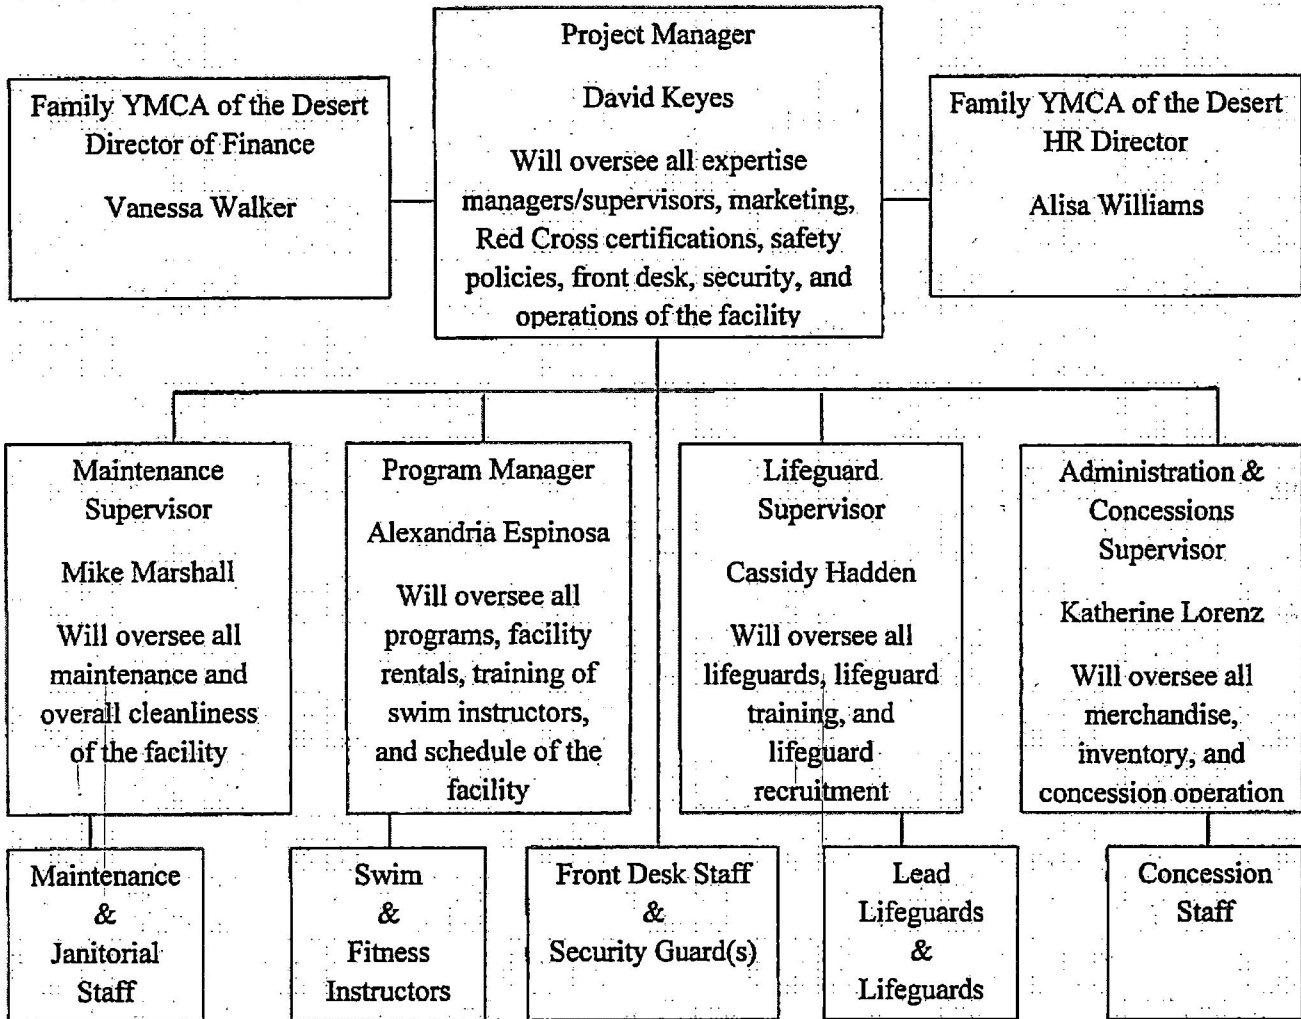 Project Manager
David Keyes
Will oversee all expertise
managers/supervisors, marketing,
Red Cross certifications, safety
policies, front desk, security, and
operations of the facility
Family YMCA of the Desert
Director of Finance
Vanessa Walker
Family YMCA of the Desert
HR Director
Alisa Williams
Maintenance
Supervisor
Mike Marshall
Will oversee all
maintenance and
overall cleanliness
of the facility
Program Manager
Alexandria Espinosa
Will oversee all
programs, facility
rentals, training of
swim instructors,
and schedule of the
facility
Lifeguard
Supervisor
Cassidy Hadden
Will oversee all
lifeguards, lifeguard
training, and
lifeguard
recruitment
Administration &
Concessions
Supervisor
Katherine Lorenz
Will oversee all
merchandise,
inventory, and
concession operation
Maintenance
&
Janitorial
Staff
Swim
&
Fitness
Instructors
Front Desk Staff
&
Security Guard(s)
Lead
Lifeguards
&
Lifeguards
Concession
Staff